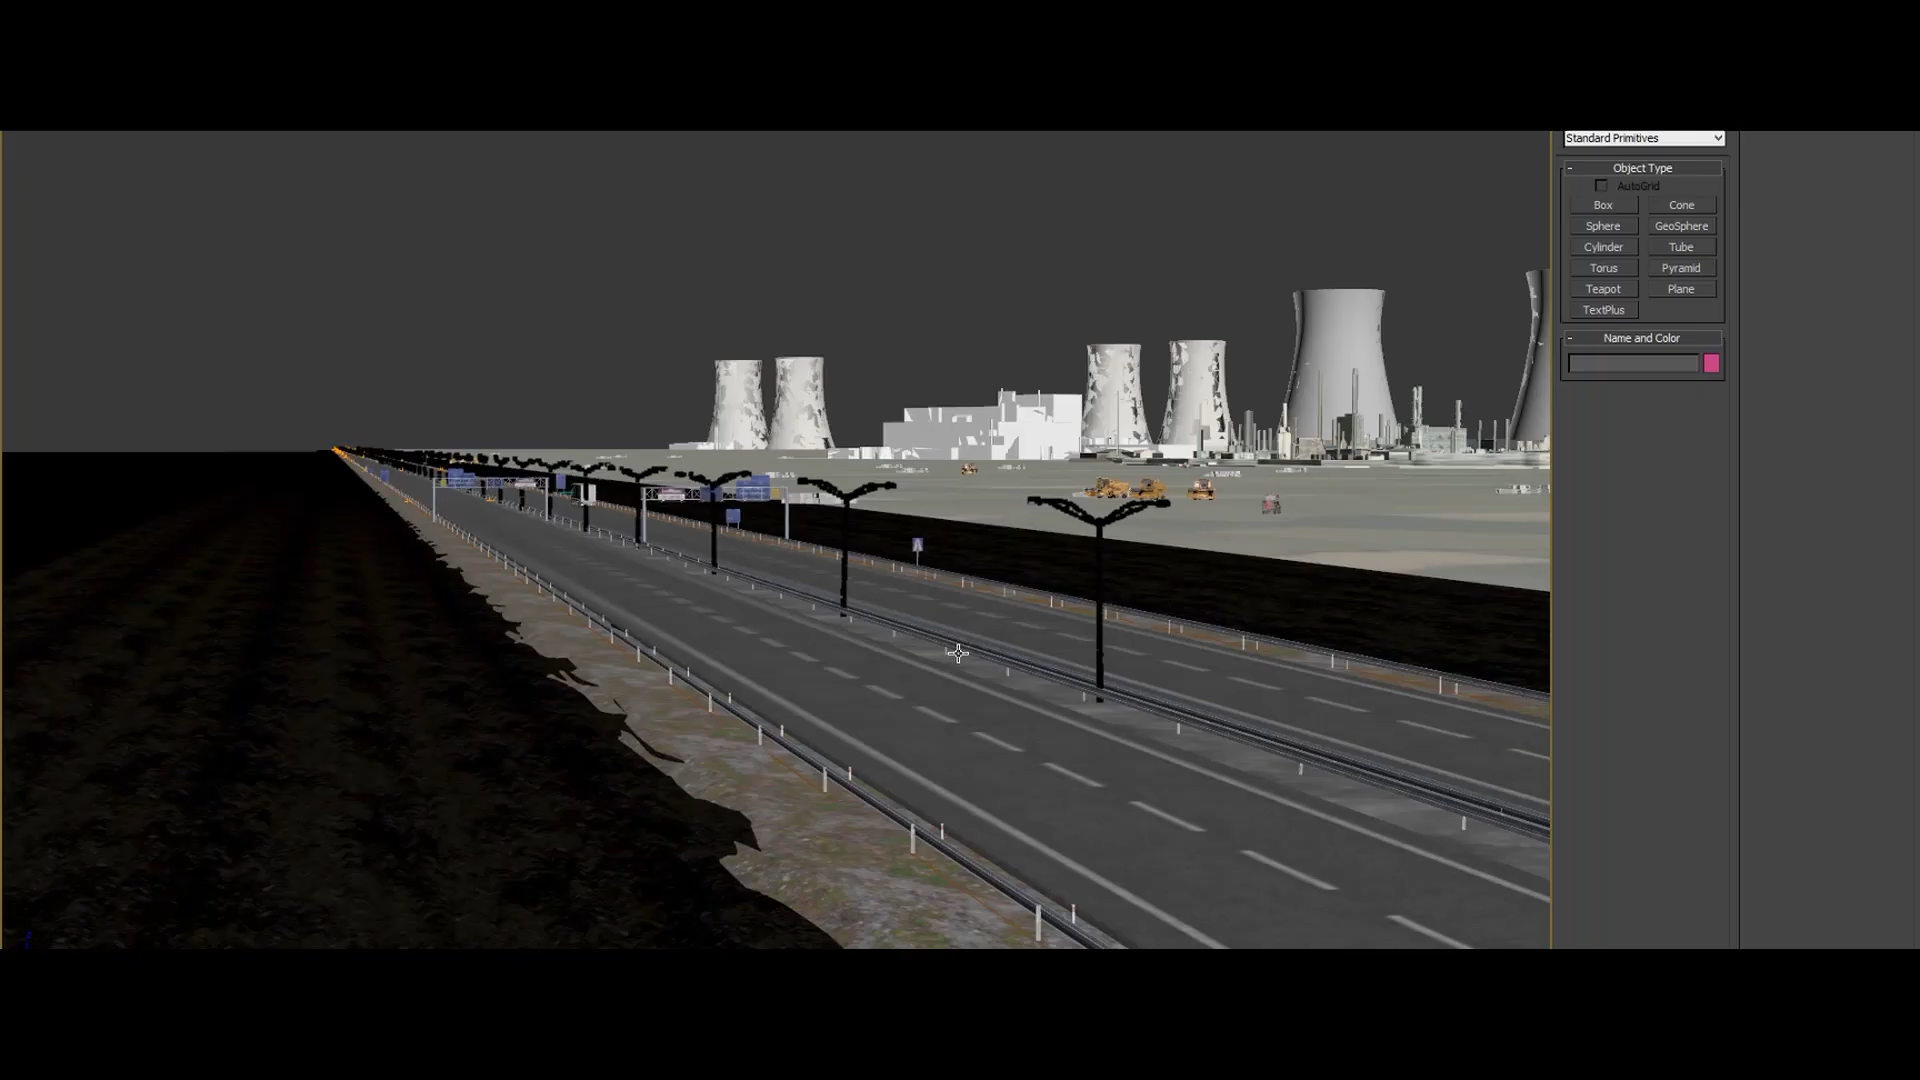 Standard Primitives
- Object Type
AutoGrid
Box Cone
Sphere GeoSphere
Cylinder Tube
Torus Pyramid
Teapot Plane
TextPlus
- Name and Color